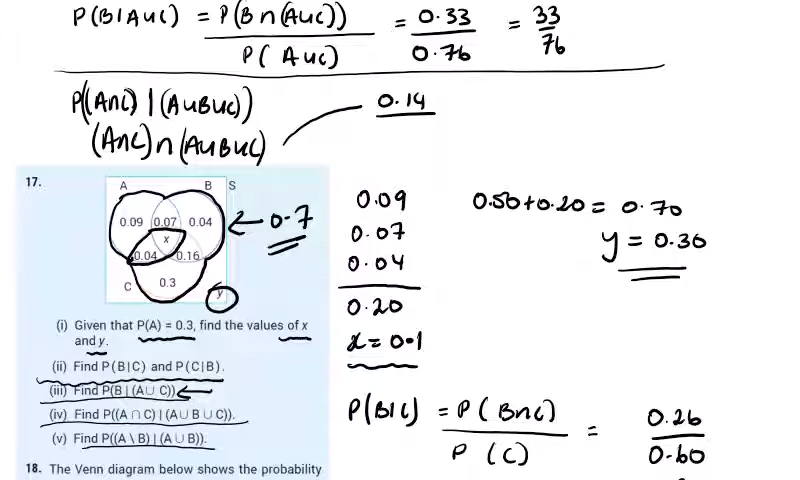 P(B|A∪C) = P(B∩(A∪C)) / P(A∪C) = 0.33 / 0.76 = 33 / 76
P((A∩C)|(A∪B∪C))
0.14
(A∩C)∩(A∪B∪C)
17.
A B S
0.09 0.07 0.04
x
0.04 0.16
C 0.3 y
0.7
0.09
0.07
0.04
0.20
x = 0.1
0.50+0.20 = 0.70
y = 0.30
(i) Given that P(A) = 0.3, find the values of x
and y.
(ii) Find P(B|C) and P(C|B).
(iii) Find P(B | (A∪ C))
(iv) Find P((A ∩ C) | (A∪ B ∪ C)).
(v) Find P((A \ B) | (A ∪ B)).
P(B|C) = P(B∩C) / P(C) = 0.26 / 0.60
18. The Venn diagram below shows the probability